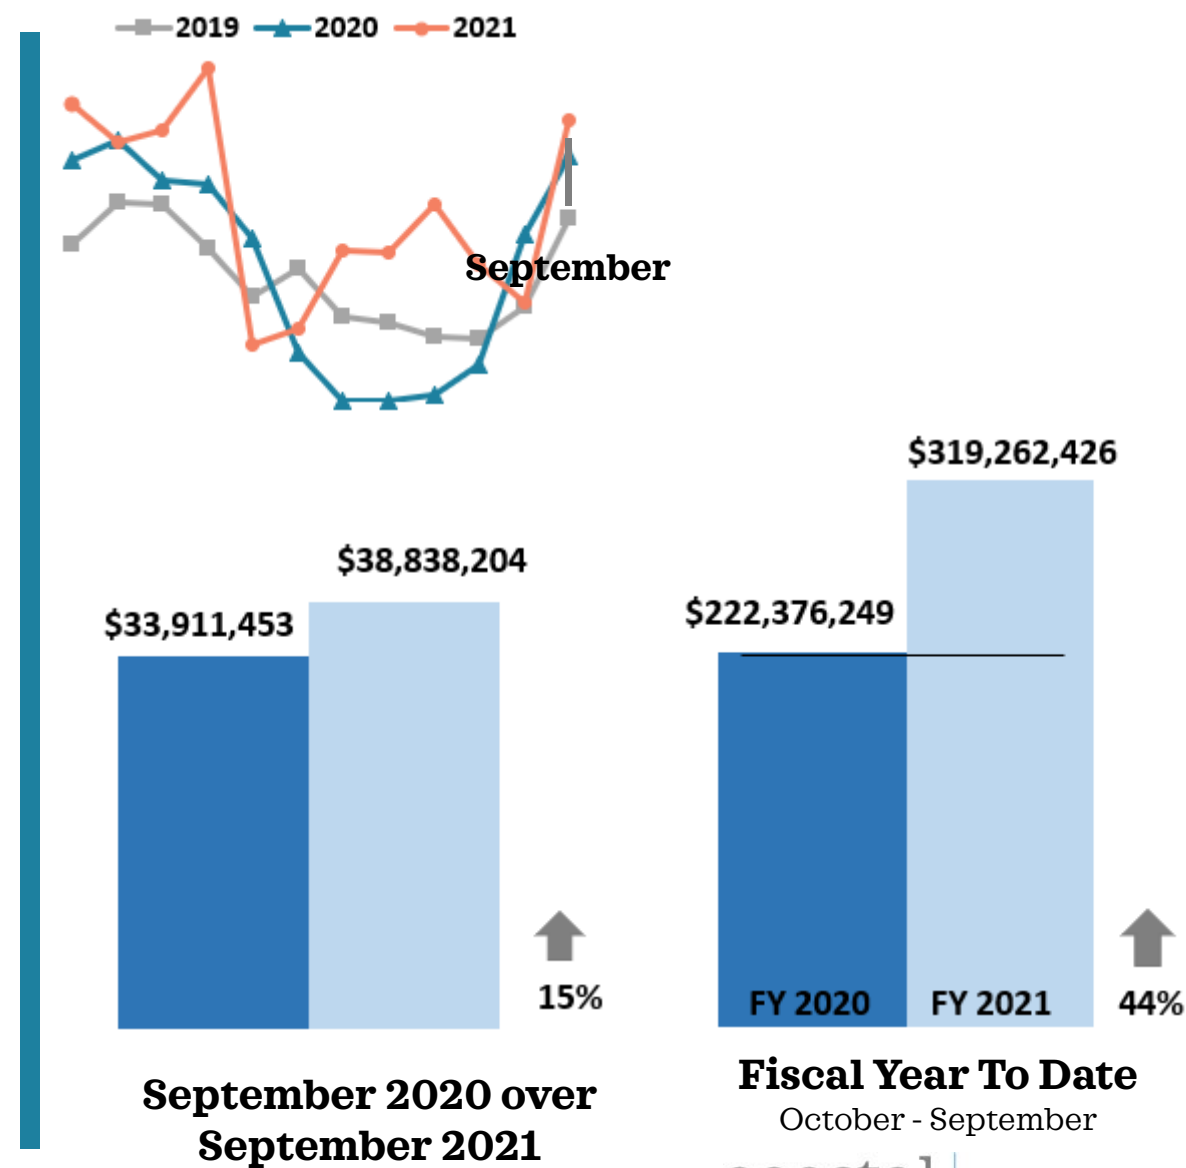 2019 2020 2021
September
$319,262,426
$38,838,204
$33,911,453
$222,376,249
15%
FY 2020 FY 2021
44%
September 2020 over
September 2021
Fiscal Year To Date
October - September